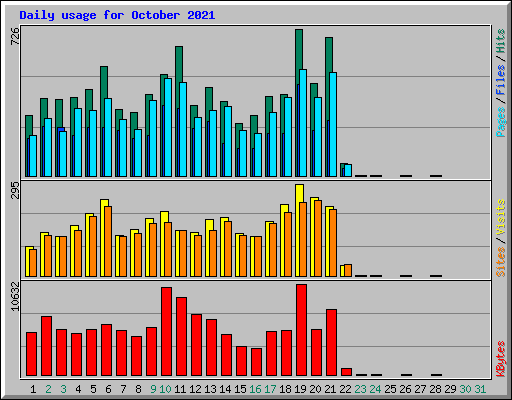 Daily usage for October 2021
726
Pages / Files / Hits
295
Sites / Visits
10632
KBytes
1 2 3 4 5 6 7 8 9 10 11 12 13 14 15 16 17 18 19 20 21 22 23 24 25 26 27 28 29 30 31